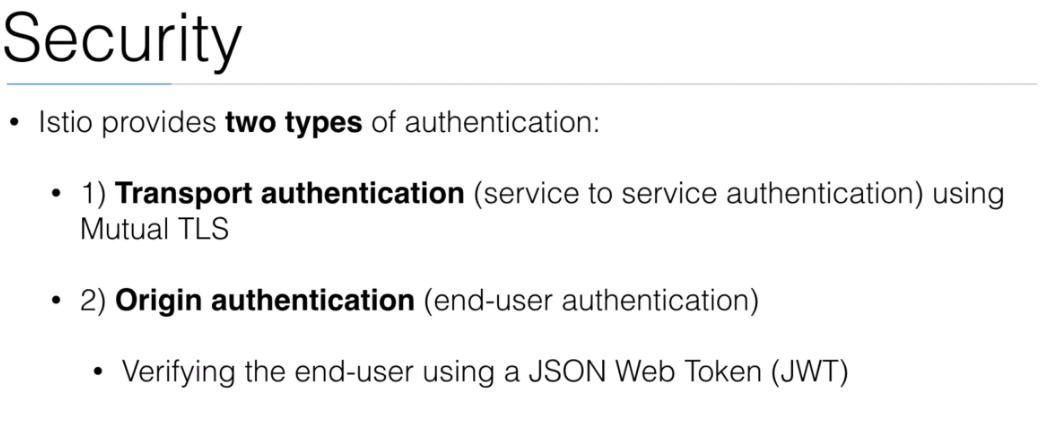 Security
• Istio provides two types of authentication:
• 1) Transport authentication (service to service authentication) using
Mutual TLS
• 2) Origin authentication (end-user authentication)
• Verifying the end-user using a JSON Web Token (JWT)